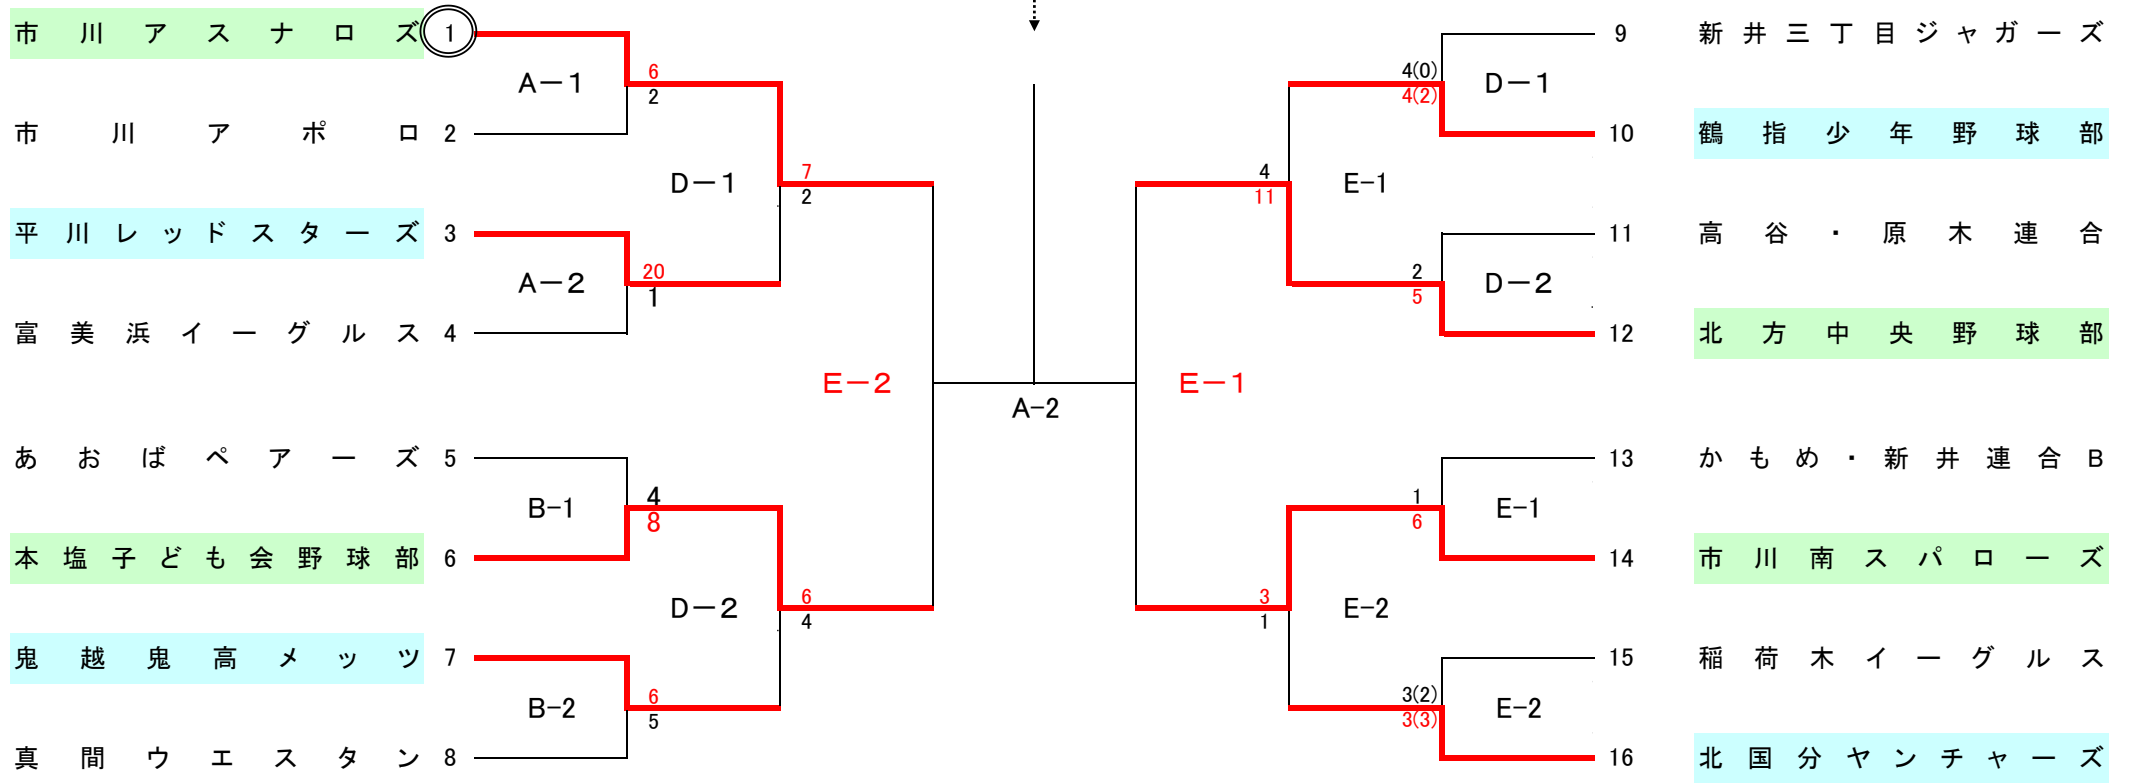 市川アスナロズ 1 9 新井三丁目ジャガーズ
A-1 6 4(0) D-1
2 4(2)
市川アポロ 2 10 鶴指少年野球部
D-1 7 4 E-1
2 11
平川レッドスターズ 3 11 高谷・原木連合
A-2 20 2 D-2
1 5
富美浜イーグルス 4 12 北方中央野球部
E-2 E-1
A-2
あおばペアーズ 5 13 かもめ・新井連合B
B-1 4 1 E-1
8 6
本塩子ども会野球部 6 14 市川南スパローズ
D-2 6 3 E-2
4 1
鬼越鬼高メッツ 7 15 稲荷木イーグルス
B-2 6 3(2) E-2
5 3(3)
真間ウエスタン 8 16 北国分ヤンチャーズ